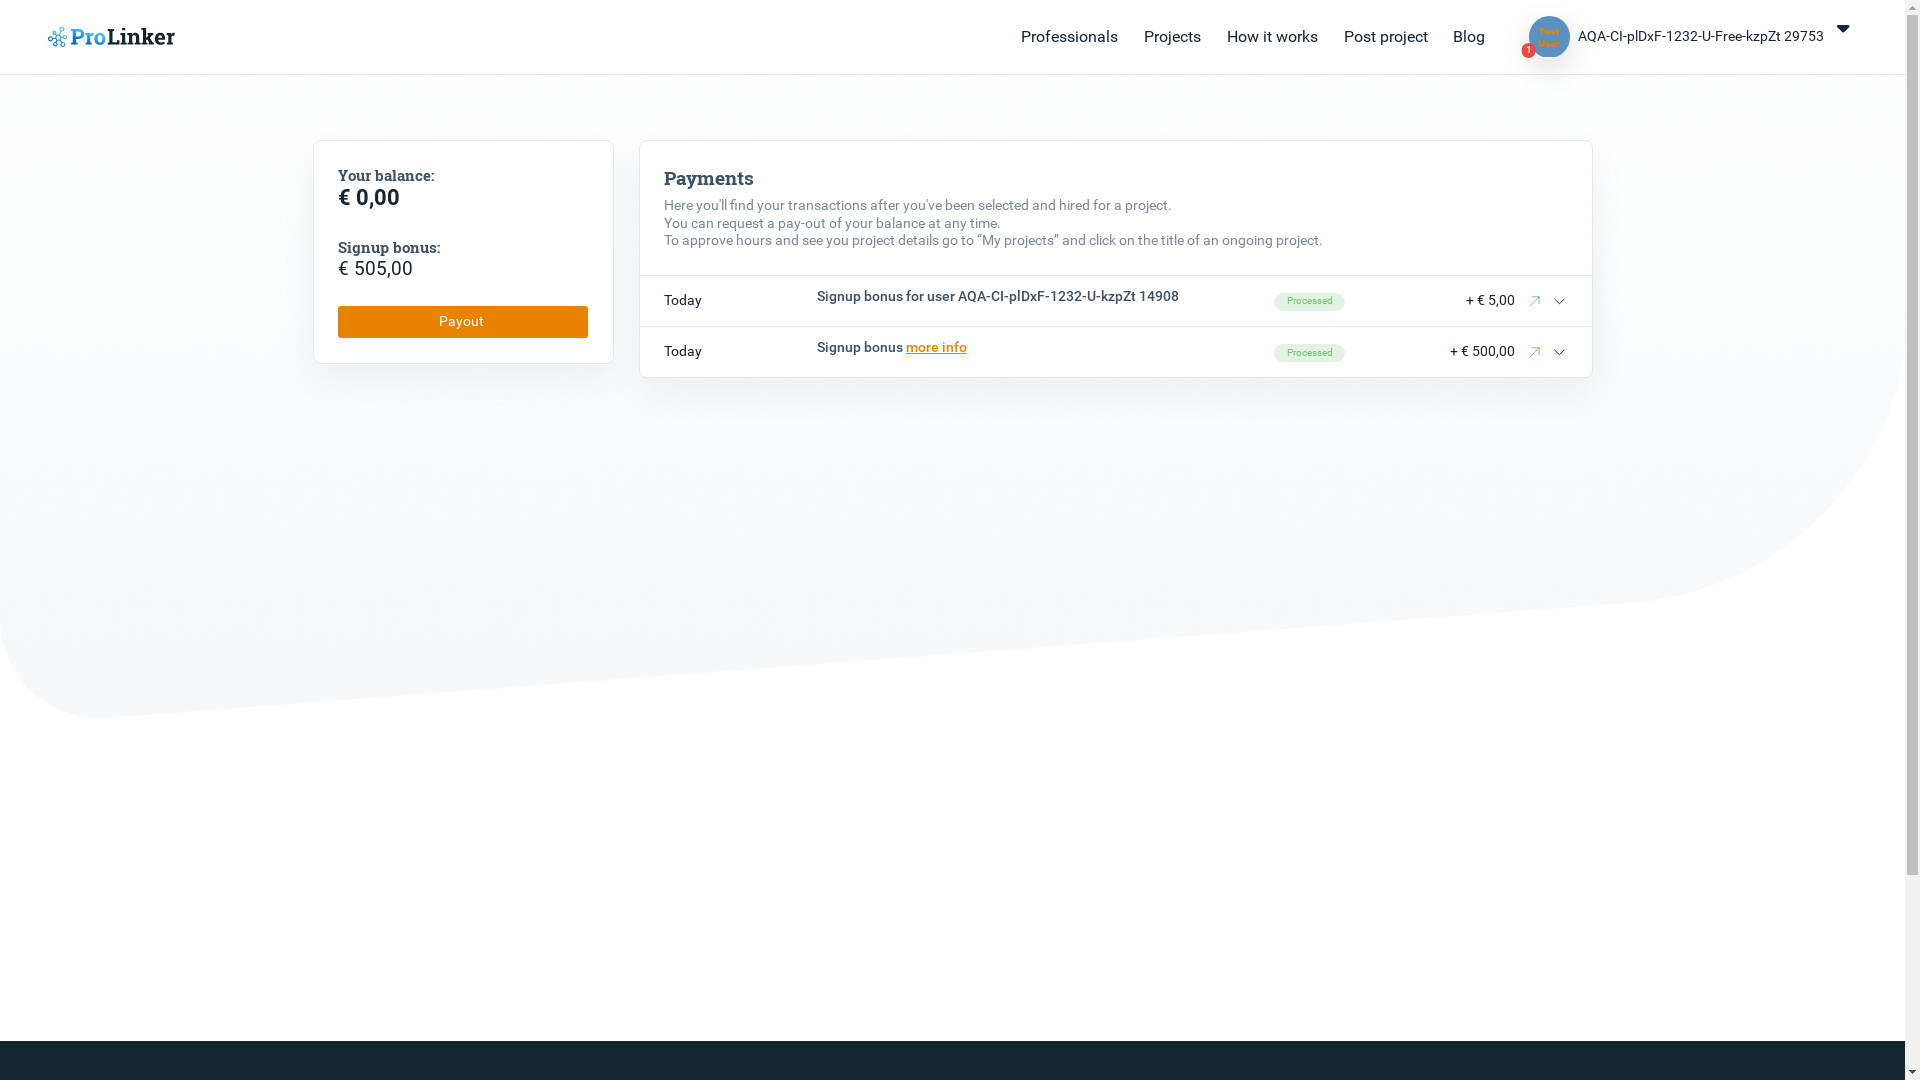 ProLinker
Professionals Projects How it works Post project Blog
Test
User
1
AQA-CI-plDxF-1232-U-Free-kzpZt 29753
Your balance:
€ 0,00
Signup bonus:
€ 505,00
Payout
Payments
Here you'll find your transactions after you've been selected and hired for a project.
You can request a pay-out of your balance at any time.
To approve hours and see you project details go to “My projects” and click on the title of an ongoing project.
Today Signup bonus for user AQA-CI-plDxF-1232-U-kzpZt 14908 Processed + € 5,00
Today Signup bonus more info Processed + € 500,00